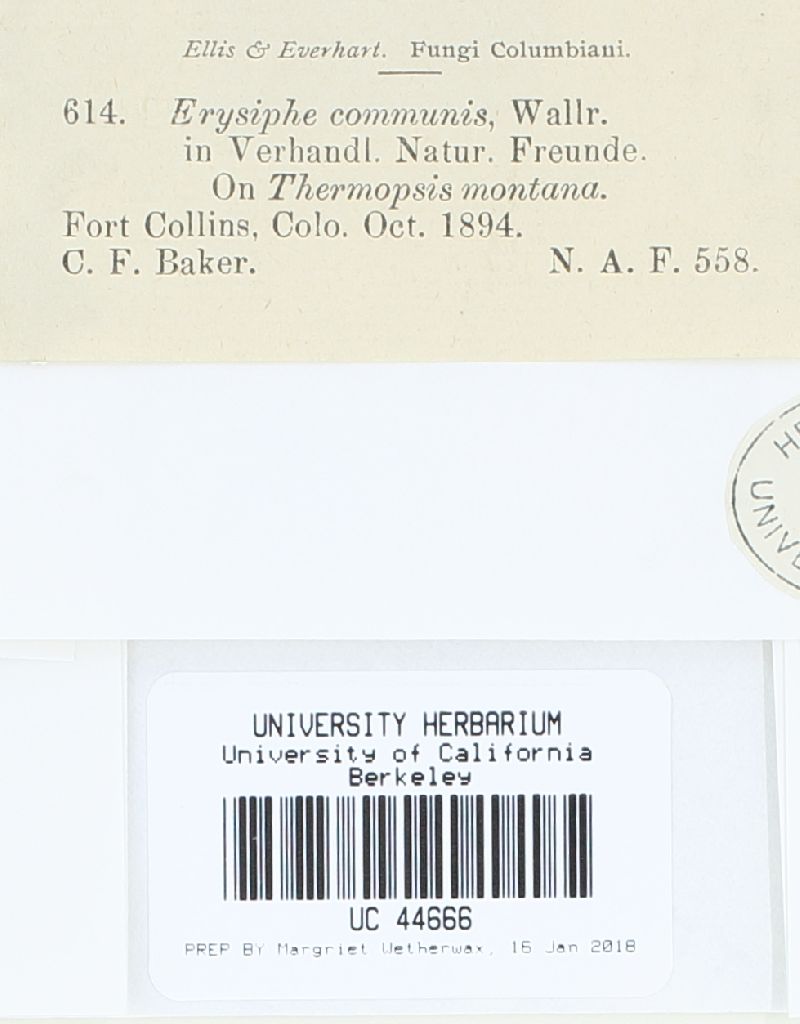 Ellis & Everhart. Fungi Columbiani.
614. Erysiphe communis, Wallr.
in Verhandl. Natur. Freunde.
On Thermopsis montana.
Fort Collins, Colo. Oct. 1894.
C. F. Baker. N. A. F. 558.
UNIVERSITY HERBARIUM
University of California
Berkeley
UC 44666
PREP BY Margriet Wetherwax, 16 Jan 2018